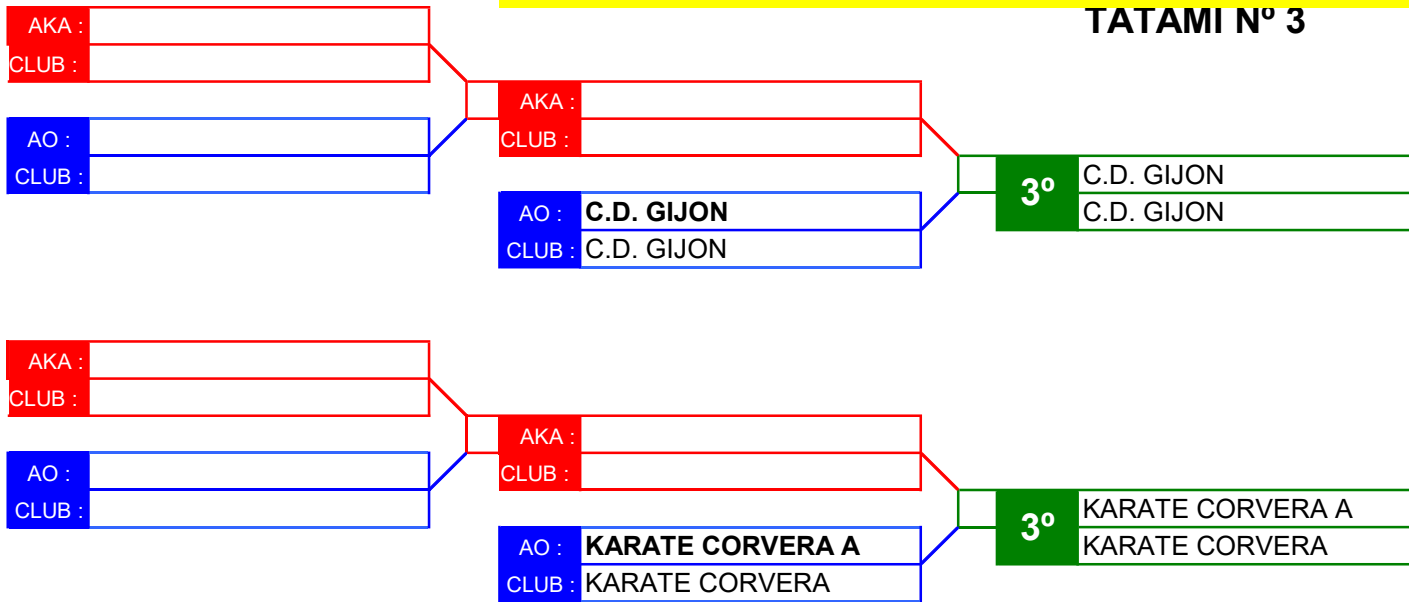 TATAMI Nº 3
AKA :
CLUB :
AO :
CLUB :
AKA :
CLUB :
AO : C.D. GIJON
CLUB : C.D. GIJON
3º
C.D. GIJON
C.D. GIJON
AKA :
CLUB :
AO :
CLUB :
AKA :
CLUB :
AO : KARATE CORVERA A
CLUB : KARATE CORVERA
3º
KARATE CORVERA A
KARATE CORVERA